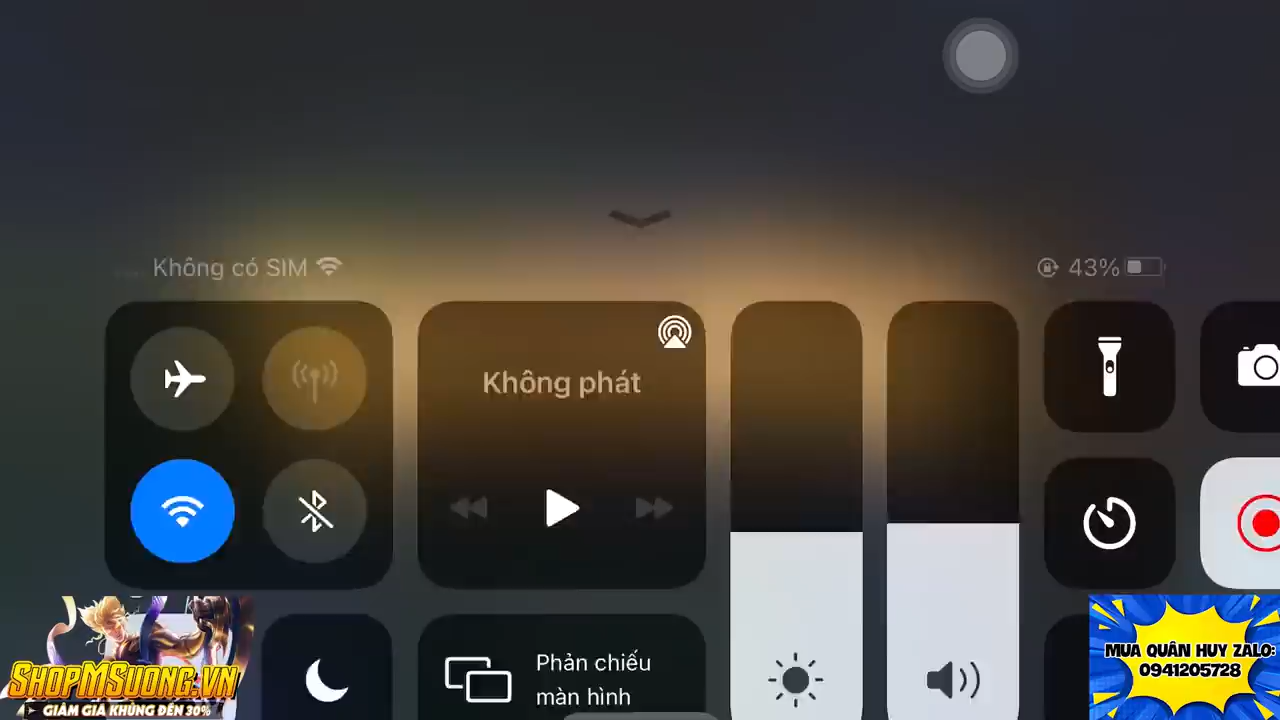 Không có SIM
43%
Không phát
Phản chiếu
màn hình
SHOPMSUONG.VN
GIẢM GIÁ KHỦNG ĐẾN 30%
MUA QUÂN HUY ZALO:
0941205728